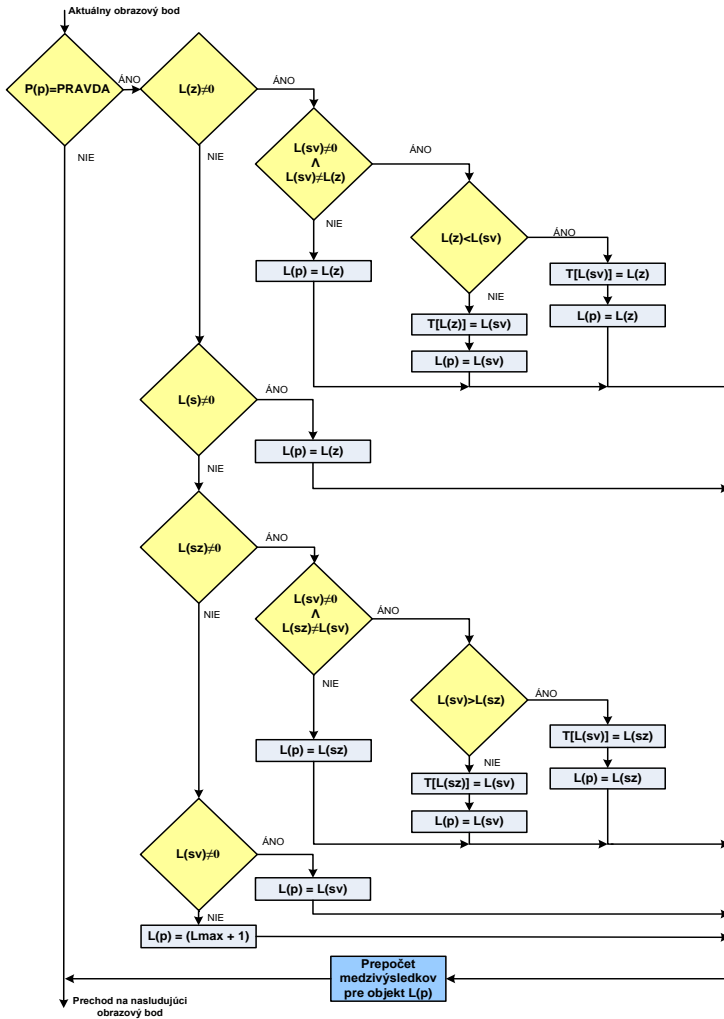 Aktuálny obrazový bod
P(p)=PRAVDA
ÁNO
NIE
L(z)≠0
ÁNO
NIE
L(sv)≠0
Λ
L(sv)≠L(z)
ÁNO
NIE
L(p) = L(z)
L(z)<L(sv)
ÁNO
NIE
T[L(sv)] = L(z)
L(p) = L(z)
T[L(z)] = L(sv)
L(p) = L(sv)
L(s)≠0
ÁNO
NIE
L(p) = L(z)
L(sz)≠0
ÁNO
NIE
L(sv)≠0
Λ
L(sz)≠L(sv)
ÁNO
NIE
L(p) = L(sz)
L(sv)>L(sz)
ÁNO
NIE
T[L(sv)] = L(sz)
L(p) = L(sz)
T[L(sz)] = L(sv)
L(p) = L(sv)
L(sv)≠0
ÁNO
NIE
L(p) = L(sv)
L(p) = (Lmax + 1)
Prepočet
medzivýsledkov
pre objekt L(p)
Prechod na nasludujúci
obrazový bod